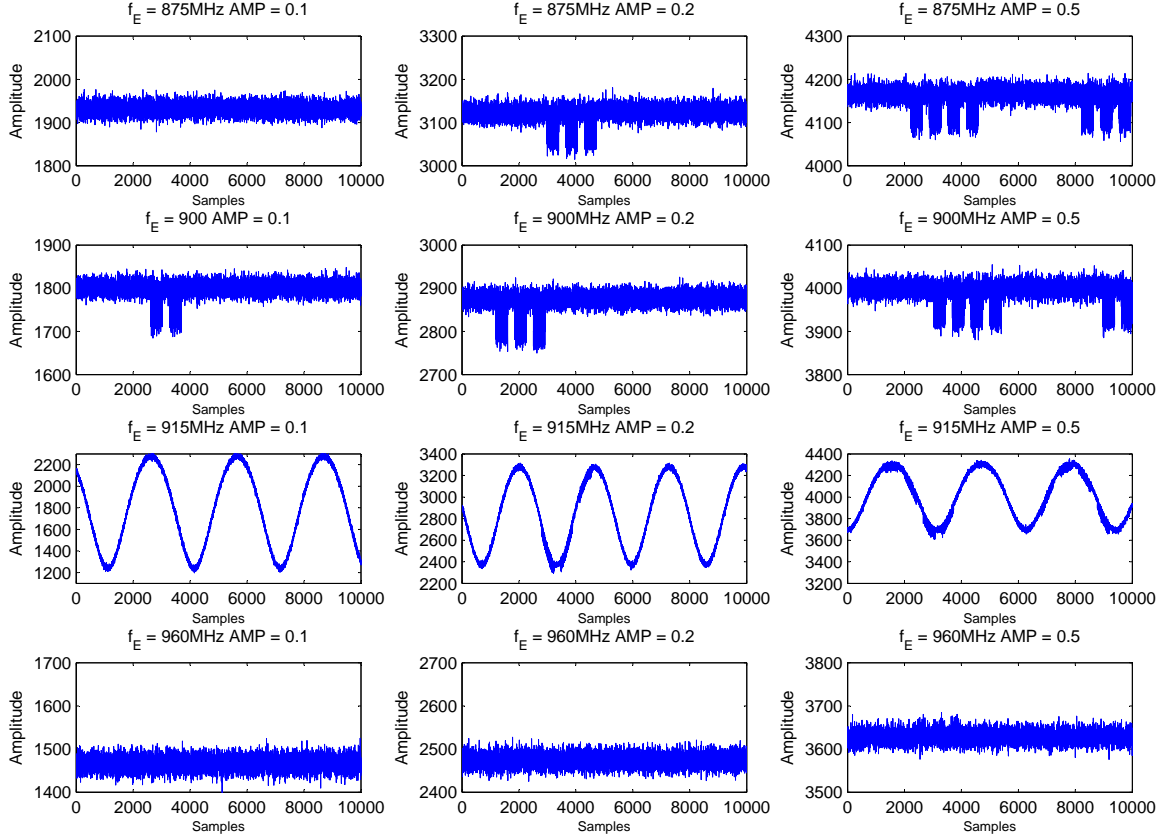 f_E = 875MHz AMP = 0.1
f_E = 875MHz AMP = 0.2
f_E = 875MHz AMP = 0.5
2100
2000
1900
1800
Amplitude
0 2000 4000 6000 8000 10000
Samples
3300
3200
3100
3000
Amplitude
0 2000 4000 6000 8000 10000
Samples
4300
4200
4100
4000
Amplitude
0 2000 4000 6000 8000 10000
Samples
f_E = 900 AMP = 0.1
f_E = 900MHz AMP = 0.2
f_E = 900MHz AMP = 0.5
1900
1800
1700
1600
Amplitude
0 2000 4000 6000 8000 10000
Samples
3000
2900
2800
2700
Amplitude
0 2000 4000 6000 8000 10000
Samples
4100
4000
3900
3800
Amplitude
0 2000 4000 6000 8000 10000
Samples
f_E = 915MHz AMP = 0.1
f_E = 915MHz AMP = 0.2
f_E = 915MHz AMP = 0.5
2200
2000
1800
1600
1400
1200
Amplitude
0 2000 4000 6000 8000 10000
Samples
3400
3200
3000
2800
2600
2400
2200
Amplitude
0 2000 4000 6000 8000 10000
Samples
4400
4200
4000
3800
3600
3400
3200
Amplitude
0 2000 4000 6000 8000 10000
Samples
f_E = 960MHz AMP = 0.1
f_E = 960MHz AMP = 0.2
f_E = 960MHz AMP = 0.5
1700
1600
1500
1400
Amplitude
0 2000 4000 6000 8000 10000
Samples
2700
2600
2500
2400
Amplitude
0 2000 4000 6000 8000 10000
Samples
3800
3700
3600
3500
Amplitude
0 2000 4000 6000 8000 10000
Samples